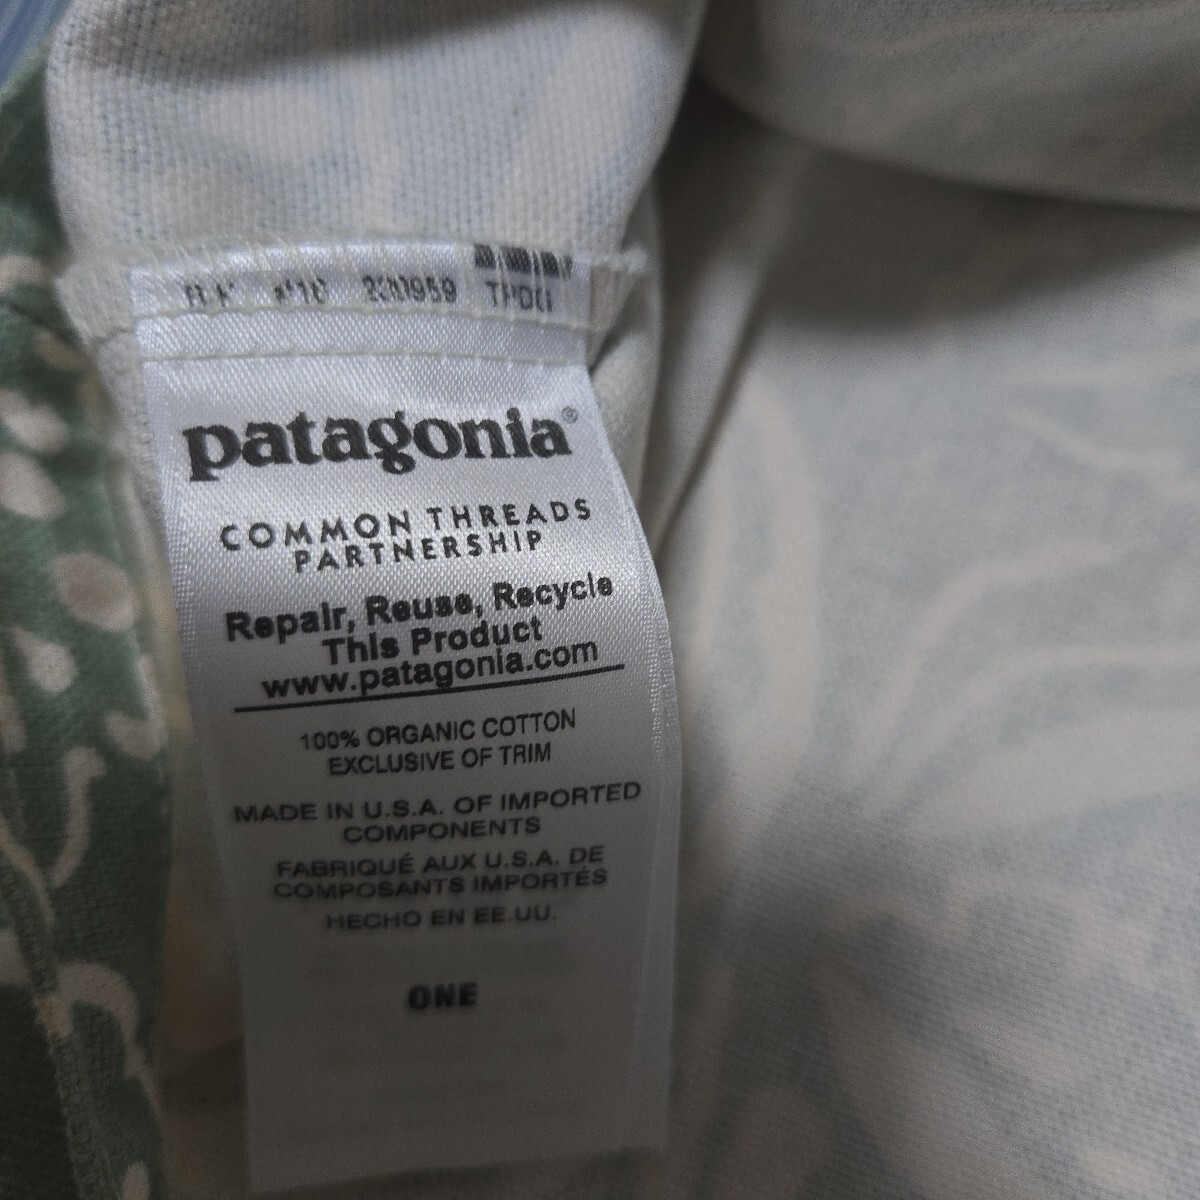 patagonia®
COMMON THREADS
PARTNERSHIP
Repair, Reuse, Recycle
This Product
www.patagonia.com
100% ORGANIC COTTON
EXCLUSIVE OF TRIM
MADE IN U.S.A. OF IMPORTED
COMPONENTS
FABRIQUÉ AUX U.S.A. DE
COMPOSANTS IMPORTÉS
HECHO EN EE.UU.
ONE